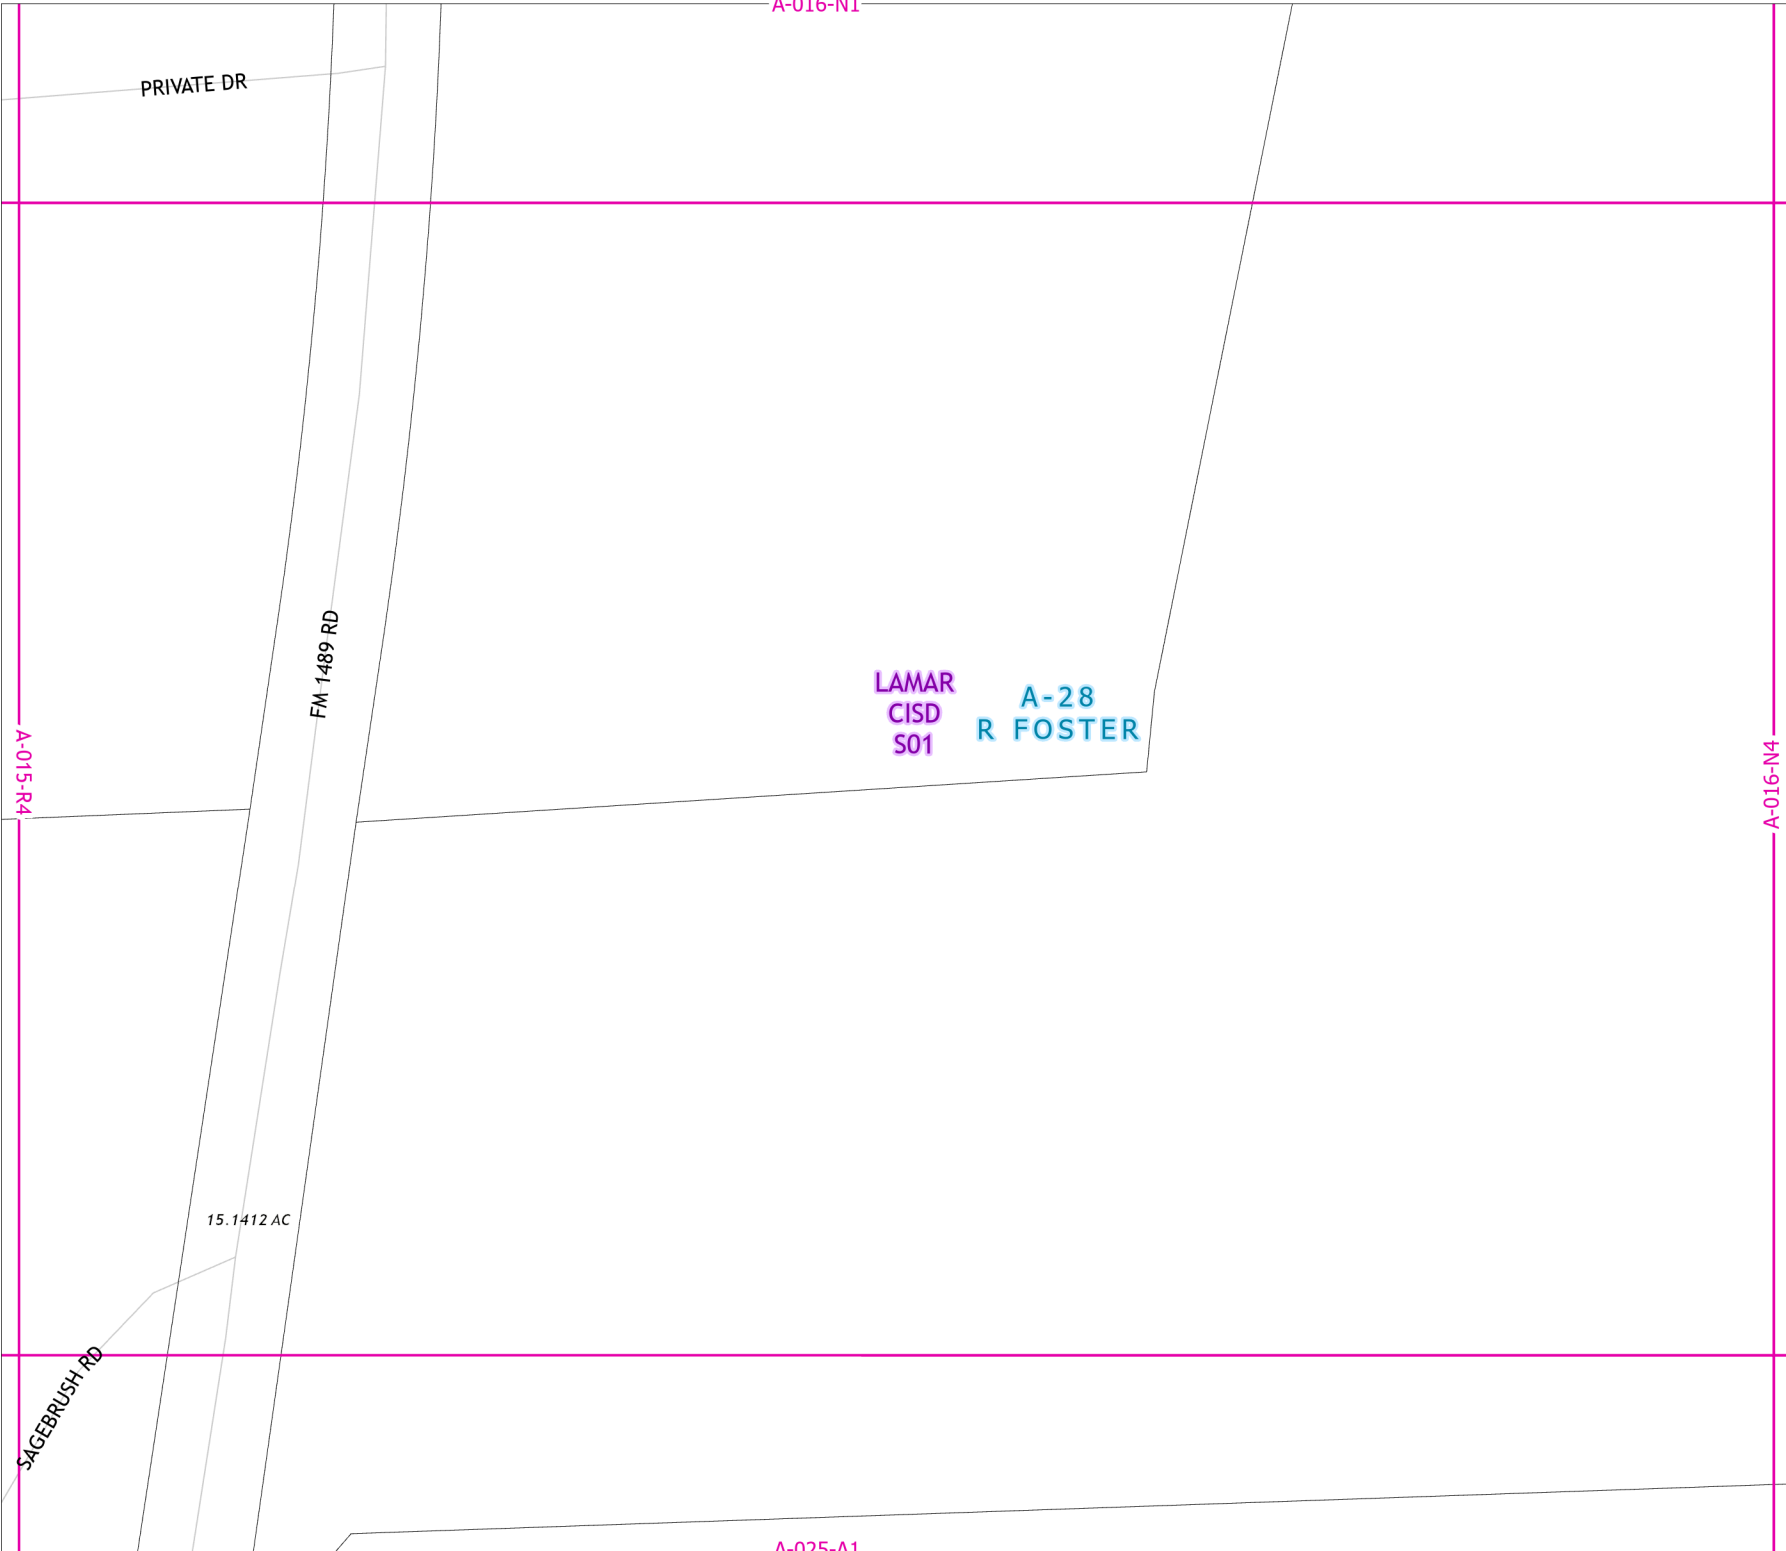 A-016-N1
PRIVATE DR
FM 1489 RD
LAMAR
CISD
S01
A-28
R FOSTER
A-015-R4
A-016-N4
15.1412 AC
SAGEBRUSH RD
A-025-A1